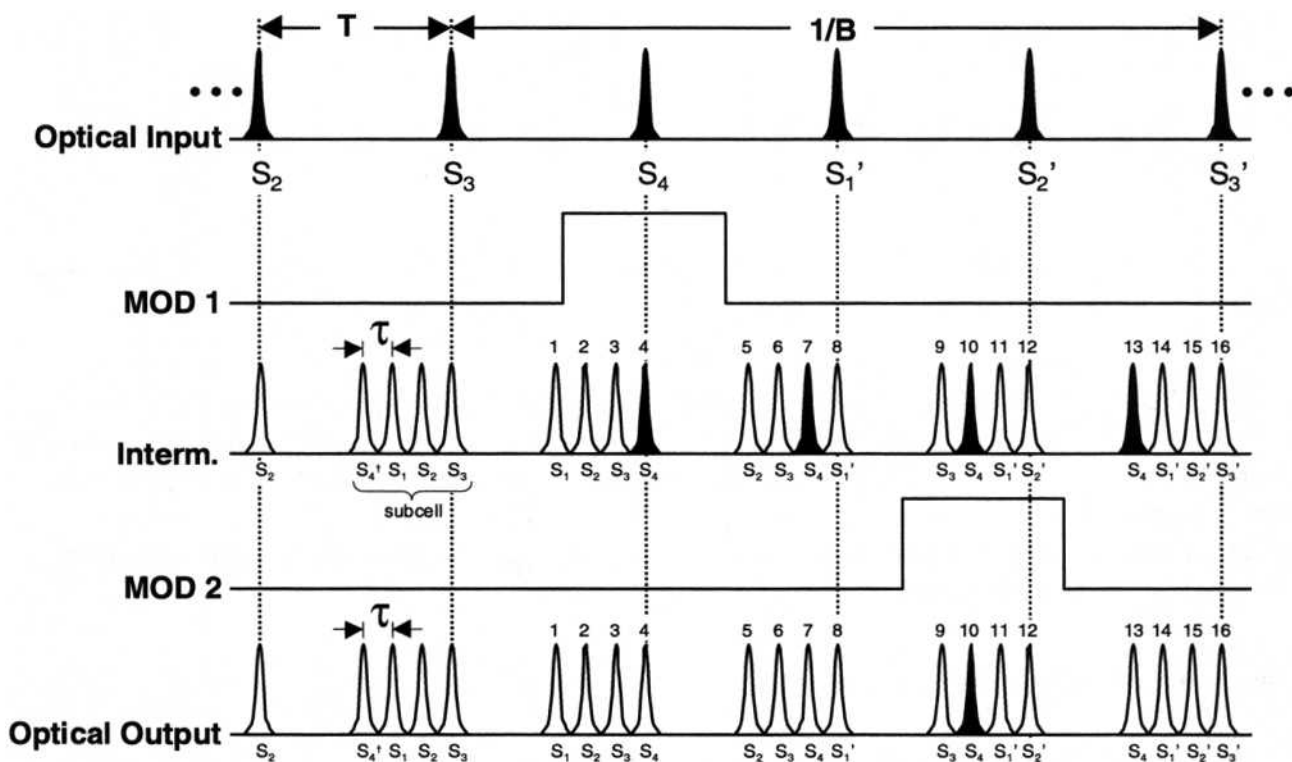 T 1/B
Optical Input
S₂ S₃ S₄ S₁' S₂' S₃'
MOD 1
τ 1 2 3 4 5 6 7 8 9 10 11 12 13 14 15 16
Interm.
S₂ S₄† S₁ S₂ S₃ S₁ S₂ S₃ S₄ S₂ S₃ S₄ S₁' S₃ S₄ S₁' S₂' S₄ S₁' S₂' S₃'
subcell
MOD 2
τ 1 2 3 4 5 6 7 8 9 10 11 12 13 14 15 16
Optical Output
S₂ S₄† S₁ S₂ S₃ S₁ S₂ S₃ S₄ S₂ S₃ S₄ S₁' S₃ S₄ S₁' S₂' S₄ S₁' S₂' S₃'